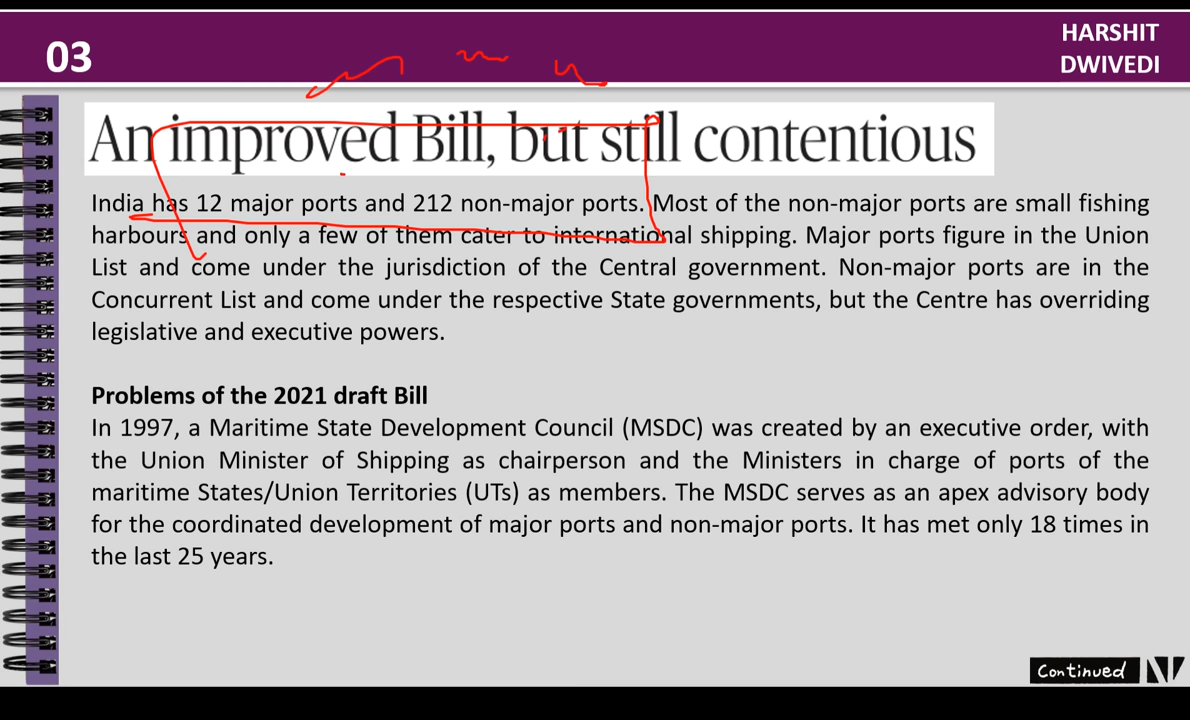 03
HARSHIT
DWIVEDI
An improved Bill, but still contentious
India has 12 major ports and 212 non-major ports. Most of the non-major ports are small fishing
harbours and only a few of them cater to international shipping. Major ports figure in the Union
List and come under the jurisdiction of the Central government. Non-major ports are in the
Concurrent List and come under the respective State governments, but the Centre has overriding
legislative and executive powers.
Problems of the 2021 draft Bill
In 1997, a Maritime State Development Council (MSDC) was created by an executive order, with
the Union Minister of Shipping as chairperson and the Ministers in charge of ports of the
maritime States/Union Territories (UTs) as members. The MSDC serves as an apex advisory body
for the coordinated development of major ports and non-major ports. It has met only 18 times in
the last 25 years.
Continued